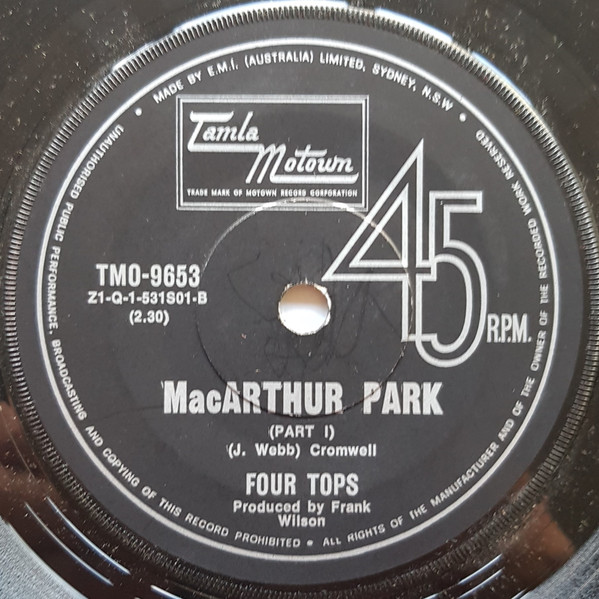 MADE BY E.M.I. (AUSTRALIA) LIMITED, SYDNEY, N.S.W.
Tamla
Motown
TRADE MARK OF MOTOWN RECORD CORPORATION
45
R.P.M.
TMO-9653
Z1-Q-1-531S01-B
(2.30)
MacARTHUR PARK
(PART I)
(J. Webb) Cromwell
FOUR TOPS
Produced by Frank
Wilson
UNAUTHORISED PUBLIC PERFORMANCE, BROADCASTING AND COPYING OF THIS RECORD PROHIBITED • ALL RIGHTS OF THE MANUFACTURER AND OF THE OWNER OF THE RECORDED WORK RESERVED